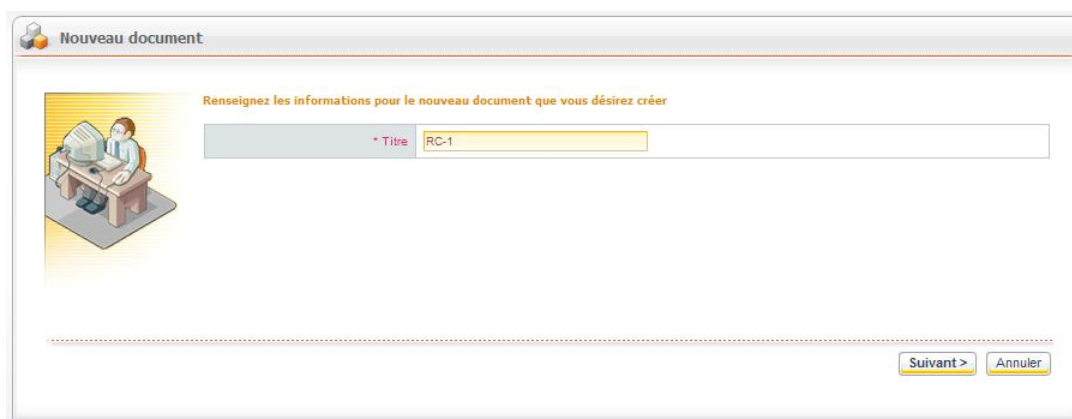 Nouveau document
Renseignez les informations pour le nouveau document que vous désirez créer
* Titre RC-1
Suivant > Annuler